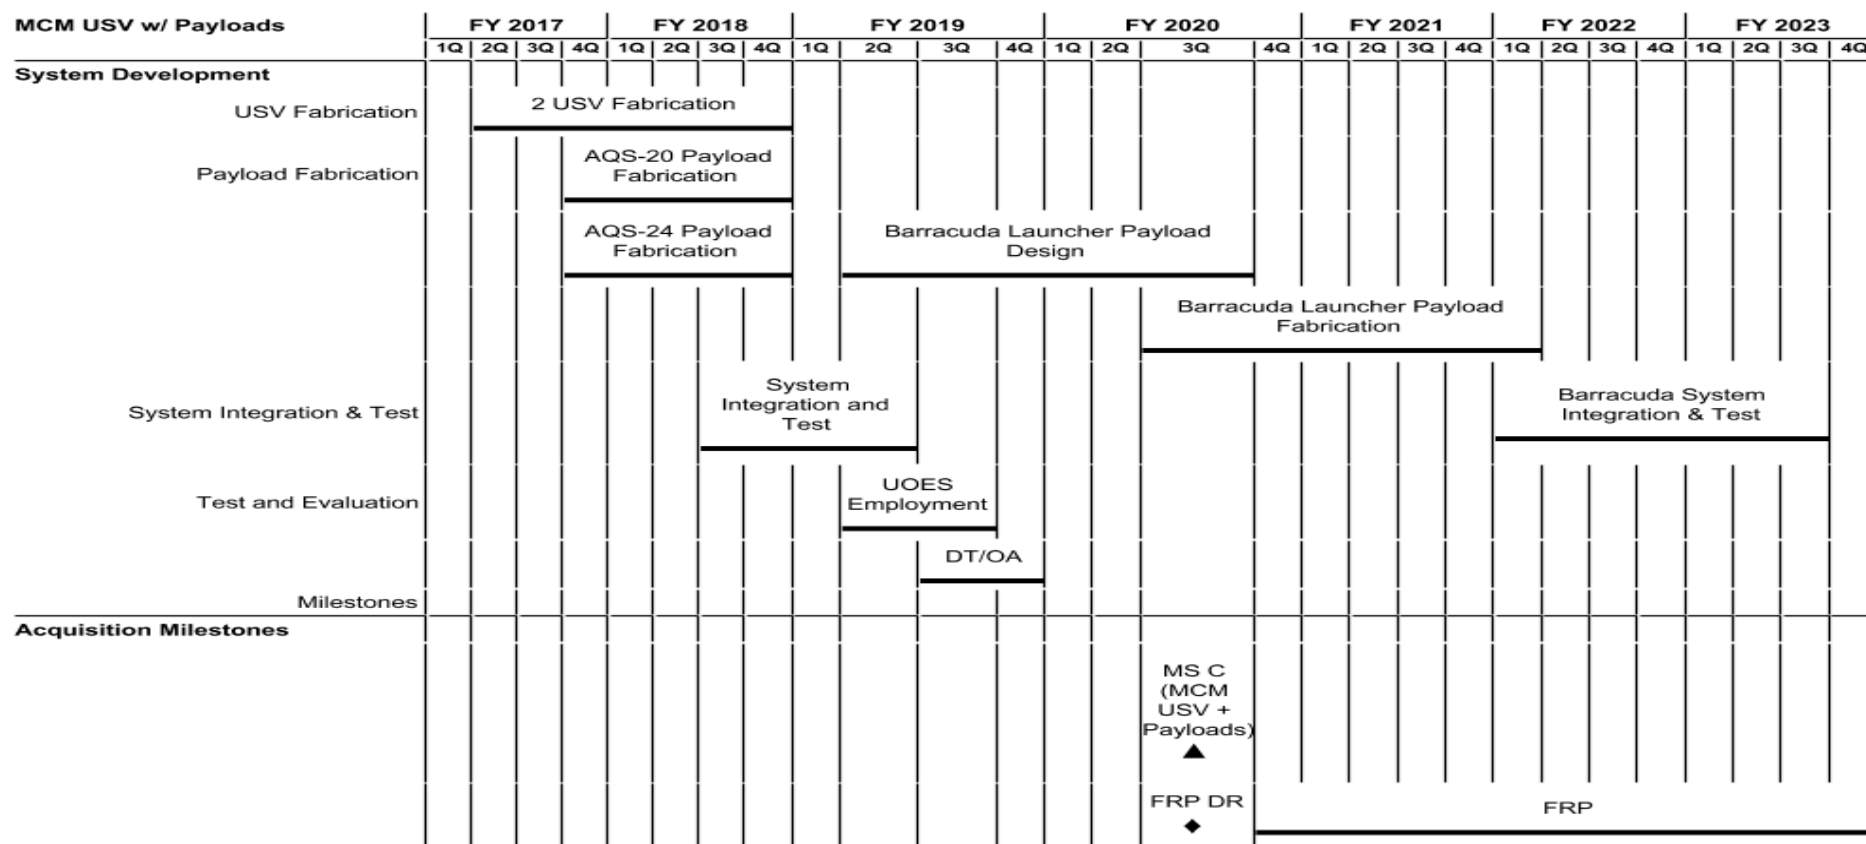 MCM USV w/ Payloads FY 2017 FY 2018 FY 2019 FY 2020 FY 2021 FY 2022 FY 2023
1Q 2Q 3Q 4Q 1Q 2Q 3Q 4Q 1Q 2Q 3Q 4Q 1Q 2Q 3Q 4Q 1Q 2Q 3Q 4Q 1Q 2Q 3Q 4Q 1Q 2Q 3Q 4Q
System Development
USV Fabrication
2 USV Fabrication
Payload Fabrication
AQS-20 Payload
Fabrication
AQS-24 Payload
Fabrication
Barracuda Launcher Payload
Design
Barracuda Launcher Payload
Fabrication
System Integration & Test
System
Integration and
Test
Barracuda System
Integration & Test
Test and Evaluation
UOES
Employment
DT/OA
Milestones
Acquisition Milestones
MS C
(MCM
USV +
Payloads)
FRP DR
FRP